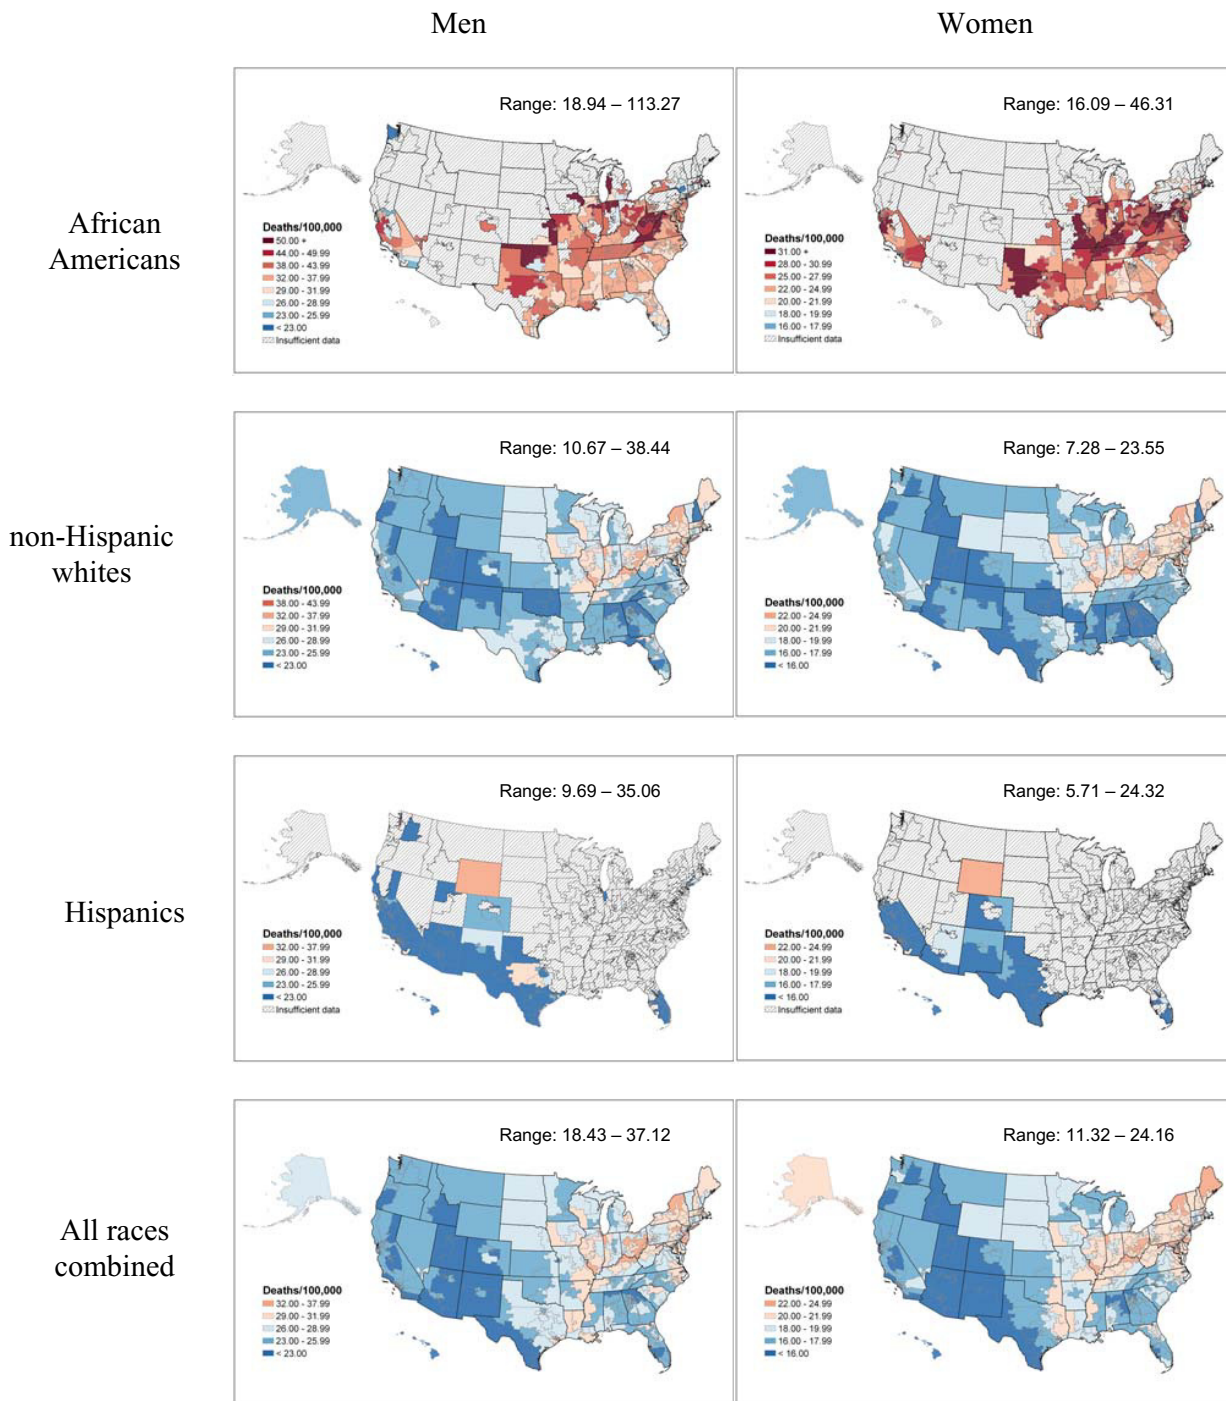 Men
Women
African
Americans
Range: 18.94 – 113.27
Deaths/100,000
50.00 +
44.00 - 49.99
38.00 - 43.99
32.00 - 37.99
29.00 - 31.99
26.00 - 28.99
23.00 - 25.99
< 23.00
Insufficient data
Range: 16.09 – 46.31
Deaths/100,000
31.00 +
28.00 - 30.99
25.00 - 27.99
22.00 - 24.99
20.00 - 21.99
18.00 - 19.99
16.00 - 17.99
Insufficient data
non-Hispanic
whites
Range: 10.67 – 38.44
Deaths/100,000
38.00 - 43.99
32.00 - 37.99
29.00 - 31.99
26.00 - 28.99
23.00 - 25.99
< 23.00
Range: 7.28 – 23.55
Deaths/100,000
22.00 - 24.99
20.00 - 21.99
18.00 - 19.99
16.00 - 17.99
< 16.00
Hispanics
Range: 9.69 – 35.06
Deaths/100,000
32.00 - 37.99
29.00 - 31.99
26.00 - 28.99
23.00 - 25.99
< 23.00
Insufficient data
Range: 5.71 – 24.32
Deaths/100,000
22.00 - 24.99
20.00 - 21.99
18.00 - 19.99
16.00 - 17.99
< 16.00
Insufficient data
All races
combined
Range: 18.43 – 37.12
Deaths/100,000
32.00 - 37.99
29.00 - 31.99
26.00 - 28.99
23.00 - 25.99
< 23.00
Range: 11.32 – 24.16
Deaths/100,000
22.00 - 24.99
20.00 - 21.99
18.00 - 19.99
16.00 - 17.99
< 16.00